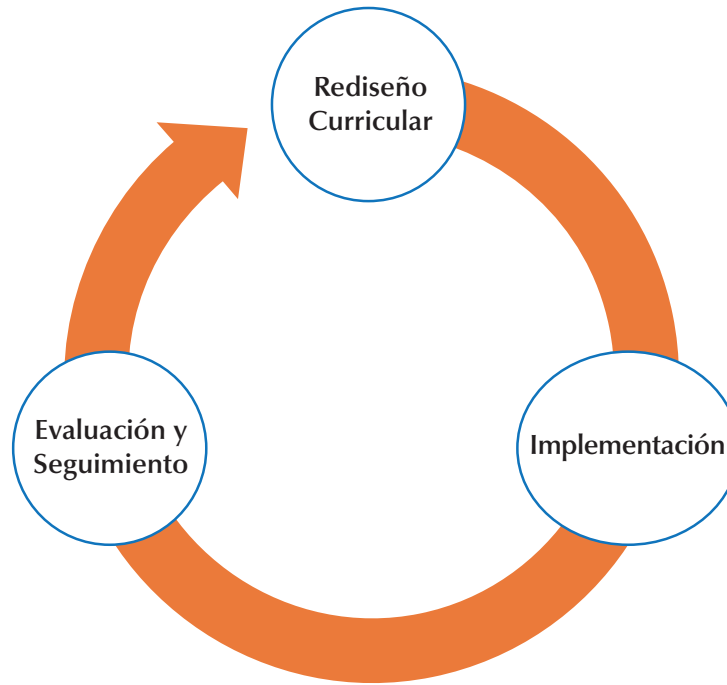 Rediseño
Curricular
Implementación
Evaluación y
Seguimiento